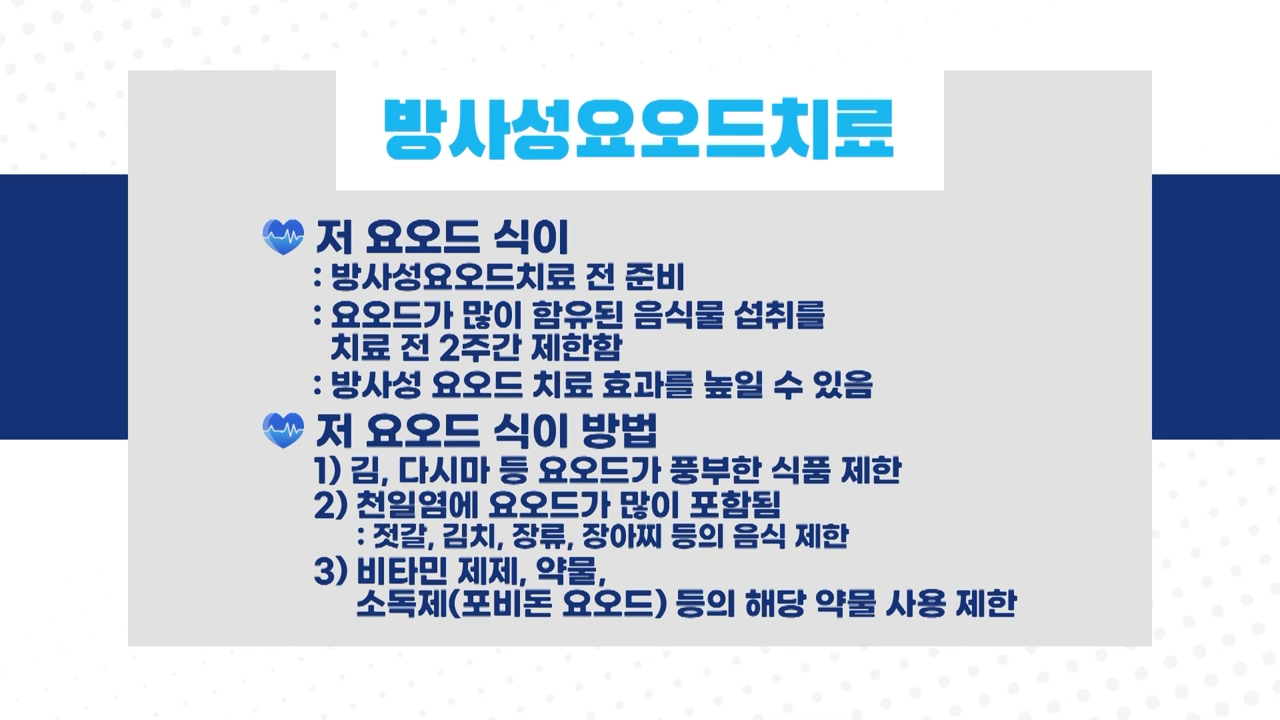 방사성요오드치료
저 요오드 식이
: 방사성요오드치료 전 준비
: 요오드가 많이 함유된 음식물 섭취를
치료 전 2주간 제한함
: 방사성 요오드 치료 효과를 높일 수 있음
저 요오드 식이 방법
1) 김, 다시마 등 요오드가 풍부한 식품 제한
2) 천일염에 요오드가 많이 포함됨
: 젓갈, 김치, 장류, 장아찌 등의 음식 제한
3) 비타민 제제, 약물,
소독제(포비돈 요오드) 등의 해당 약물 사용 제한